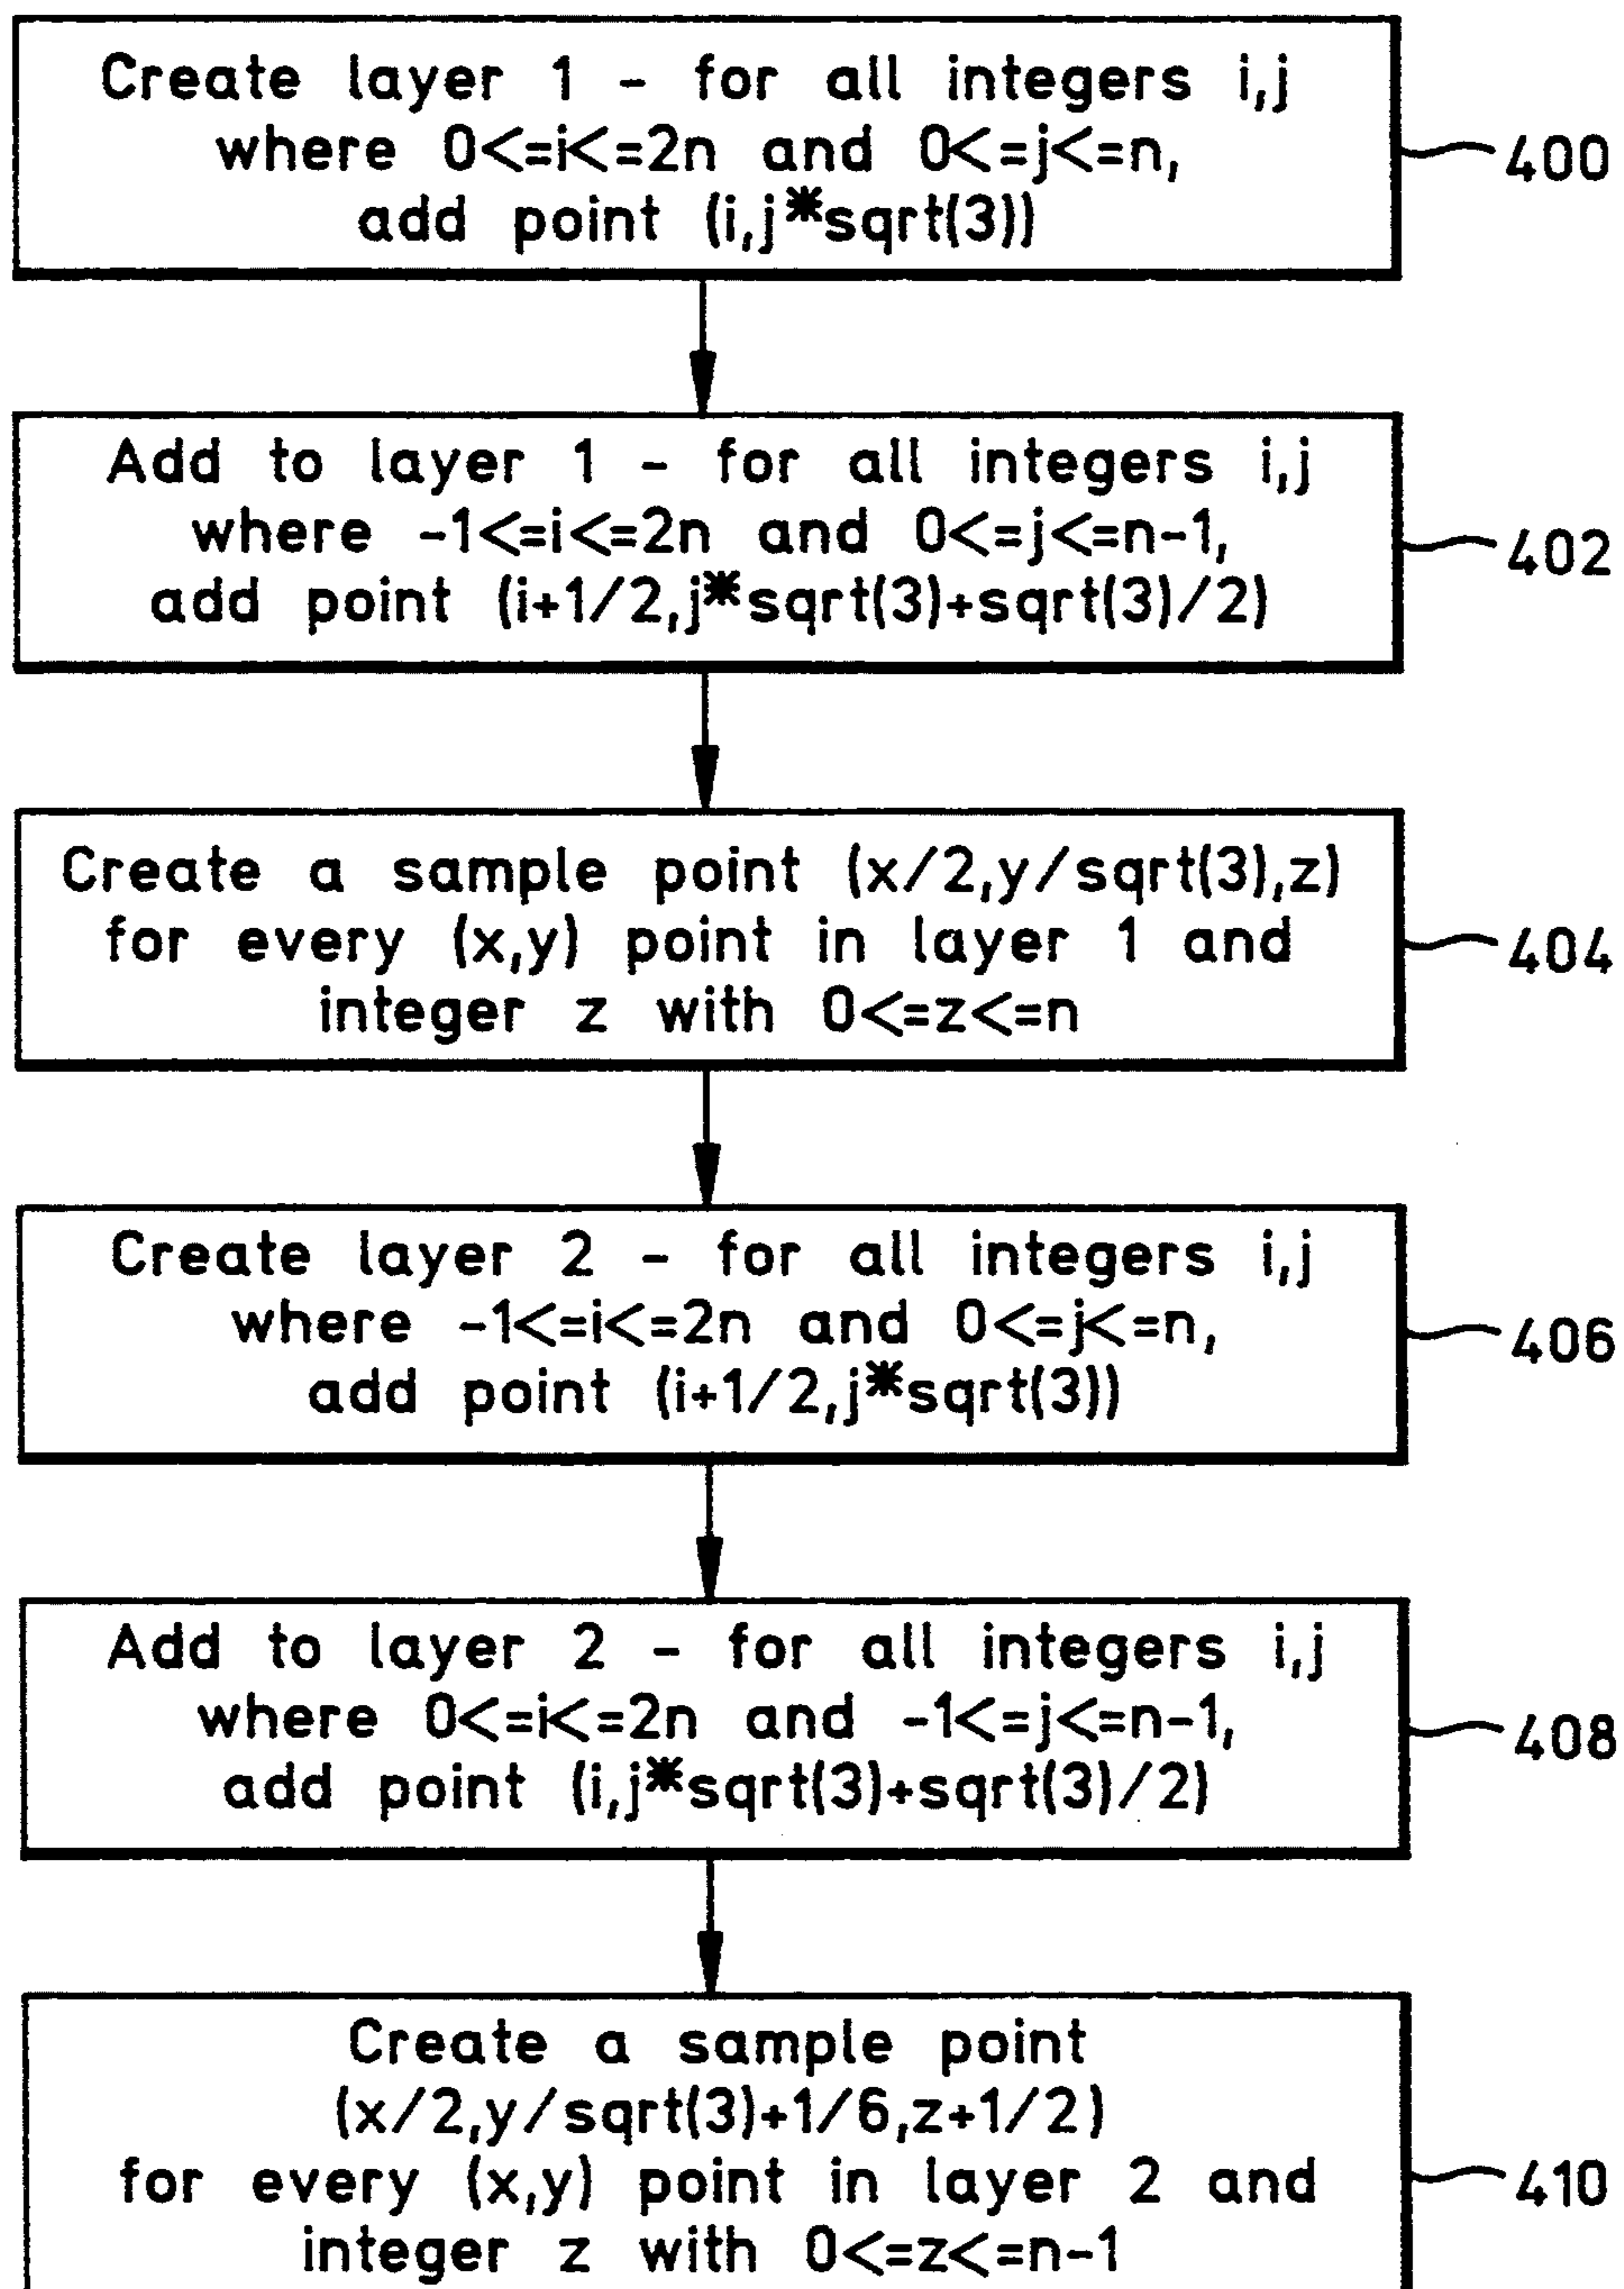 Create layer 1 - for all integers i,j
where 0<=i<=2n and 0<=j<=n,
add point (i,j*sqrt(3))
400
Add to layer 1 - for all integers i,j
where -1<=i<=2n and 0<=j<=n-1,
add point (i+1/2,j*sqrt(3)+sqrt(3)/2)
402
Create a sample point (x/2,y/sqrt(3),z)
for every (x,y) point in layer 1 and
integer z with 0<=z<=n
404
Create layer 2 - for all integers i,j
where -1<=i<=2n and 0<=j<=n,
add point (i+1/2,j*sqrt(3))
406
Add to layer 2 - for all integers i,j
where 0<=i<=2n and -1<=j<=n-1,
add point (i,j*sqrt(3)+sqrt(3)/2)
408
Create a sample point
(x/2,y/sqrt(3)+1/6,z+1/2)
for every (x,y) point in layer 2 and
integer z with 0<=z<=n-1
410